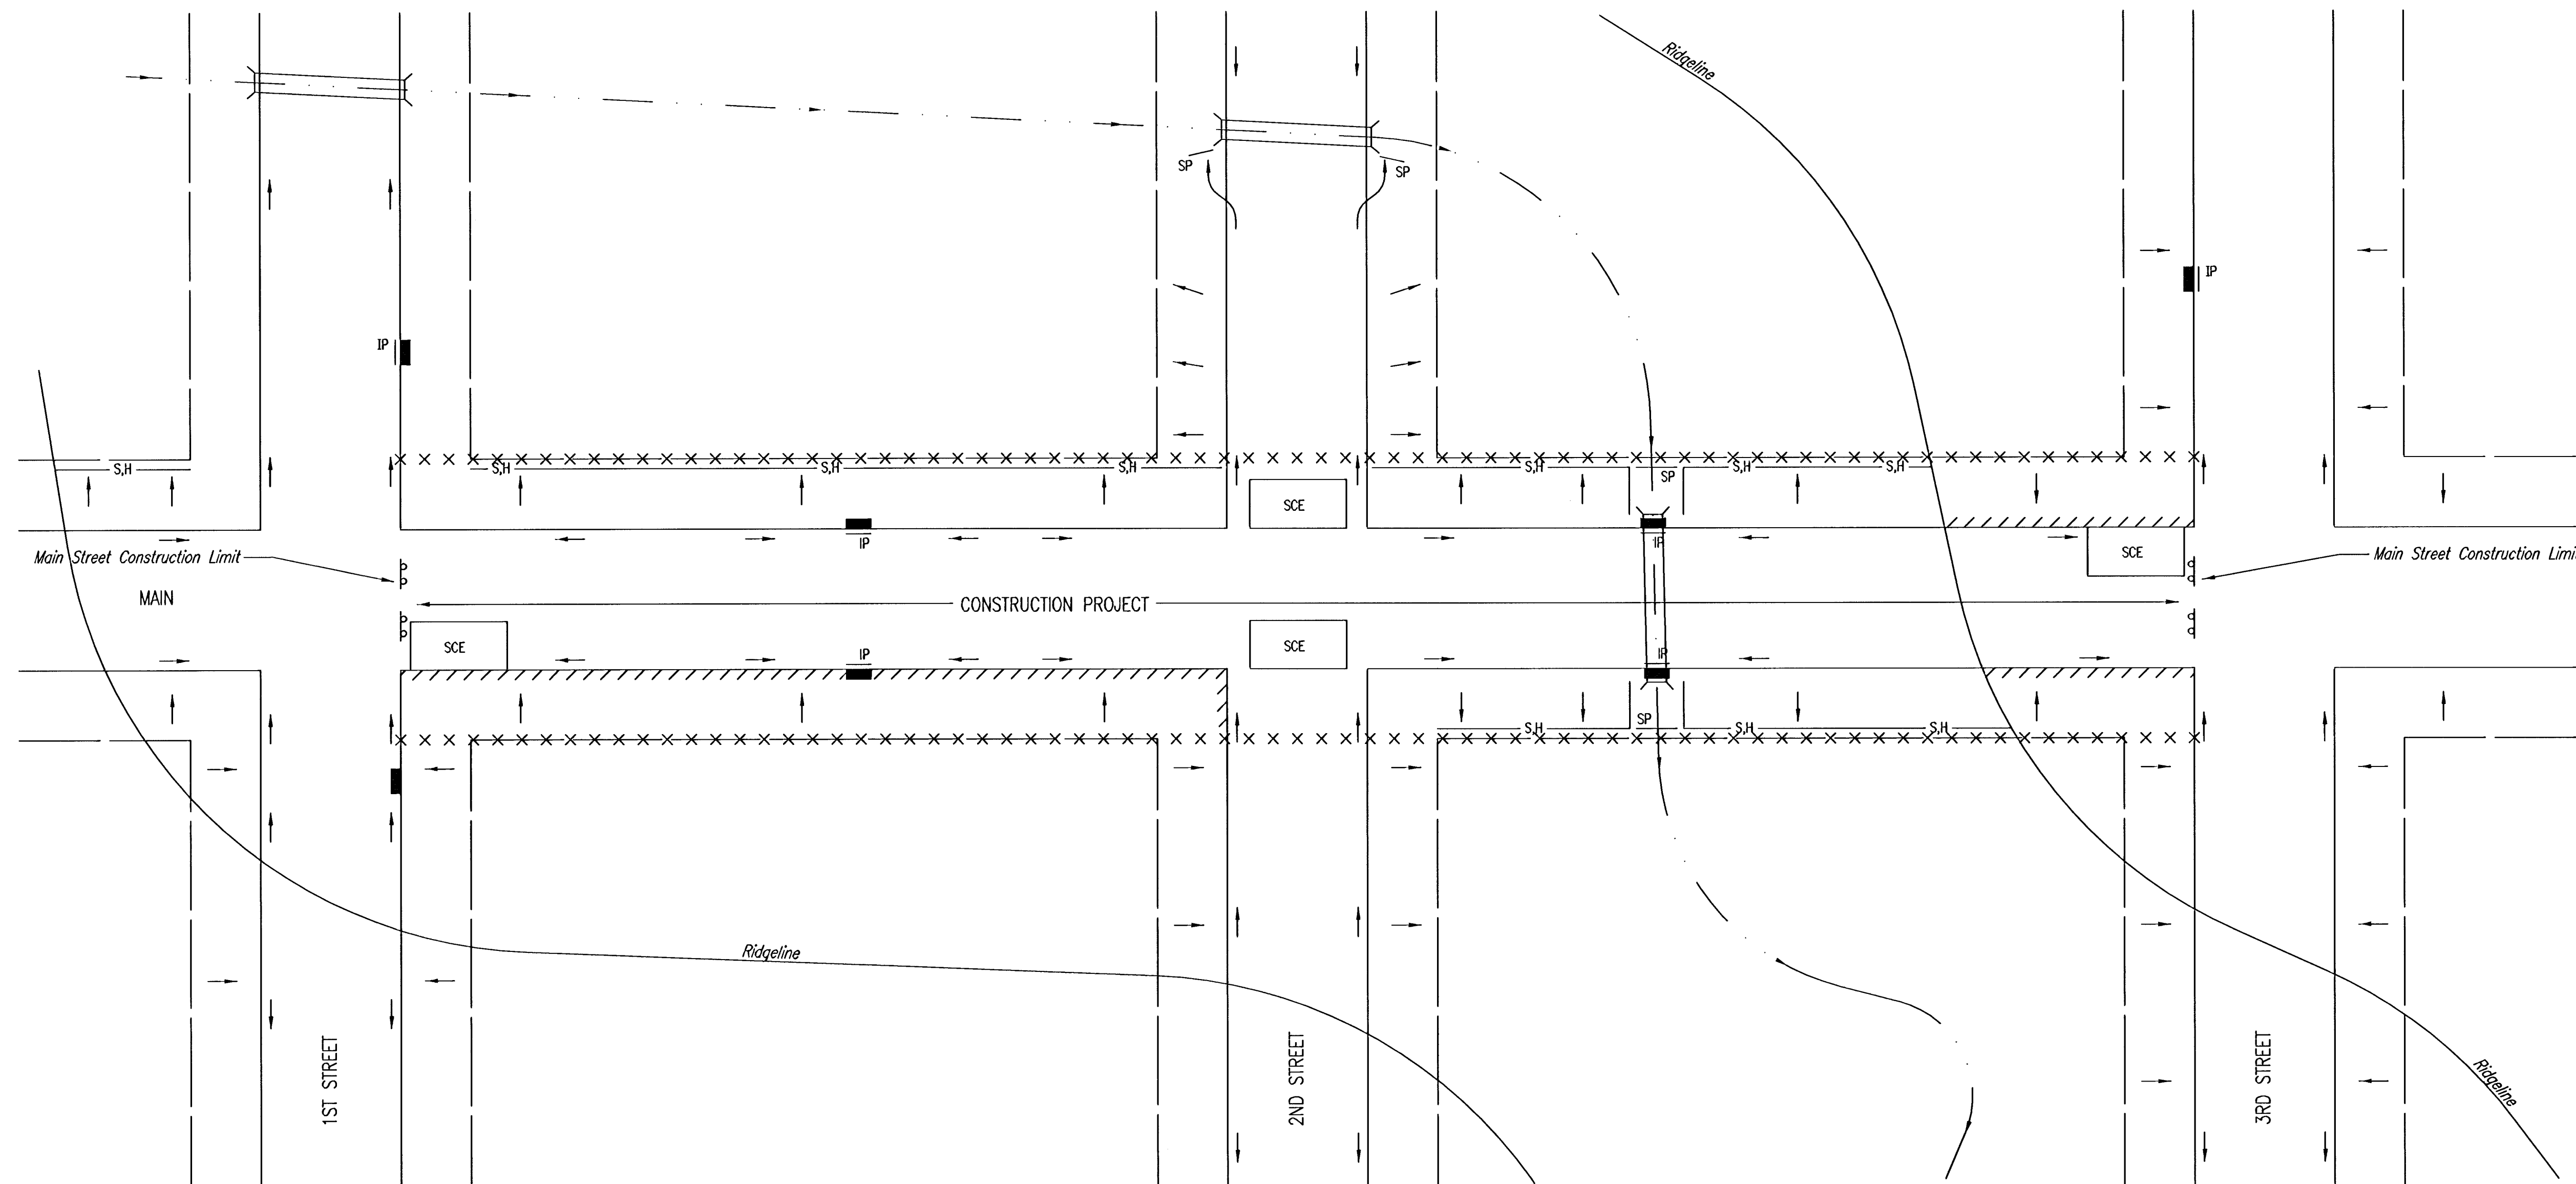 Ridgeline
SP
SP
IP
IP
S,H
S,H
S,H
S,H
S,H
S,H
S,H
SP
SCE
IP
IP
SCE
Main Street Construction Limit
Main Street Construction Limi
MAIN
CONSTRUCTION PROJECT
SCE
SCE
IP
IP
SP
S,H
S,H
S,H
Ridgeline
1ST STREET
2ND STREET
3RD STREET
Ridgeline